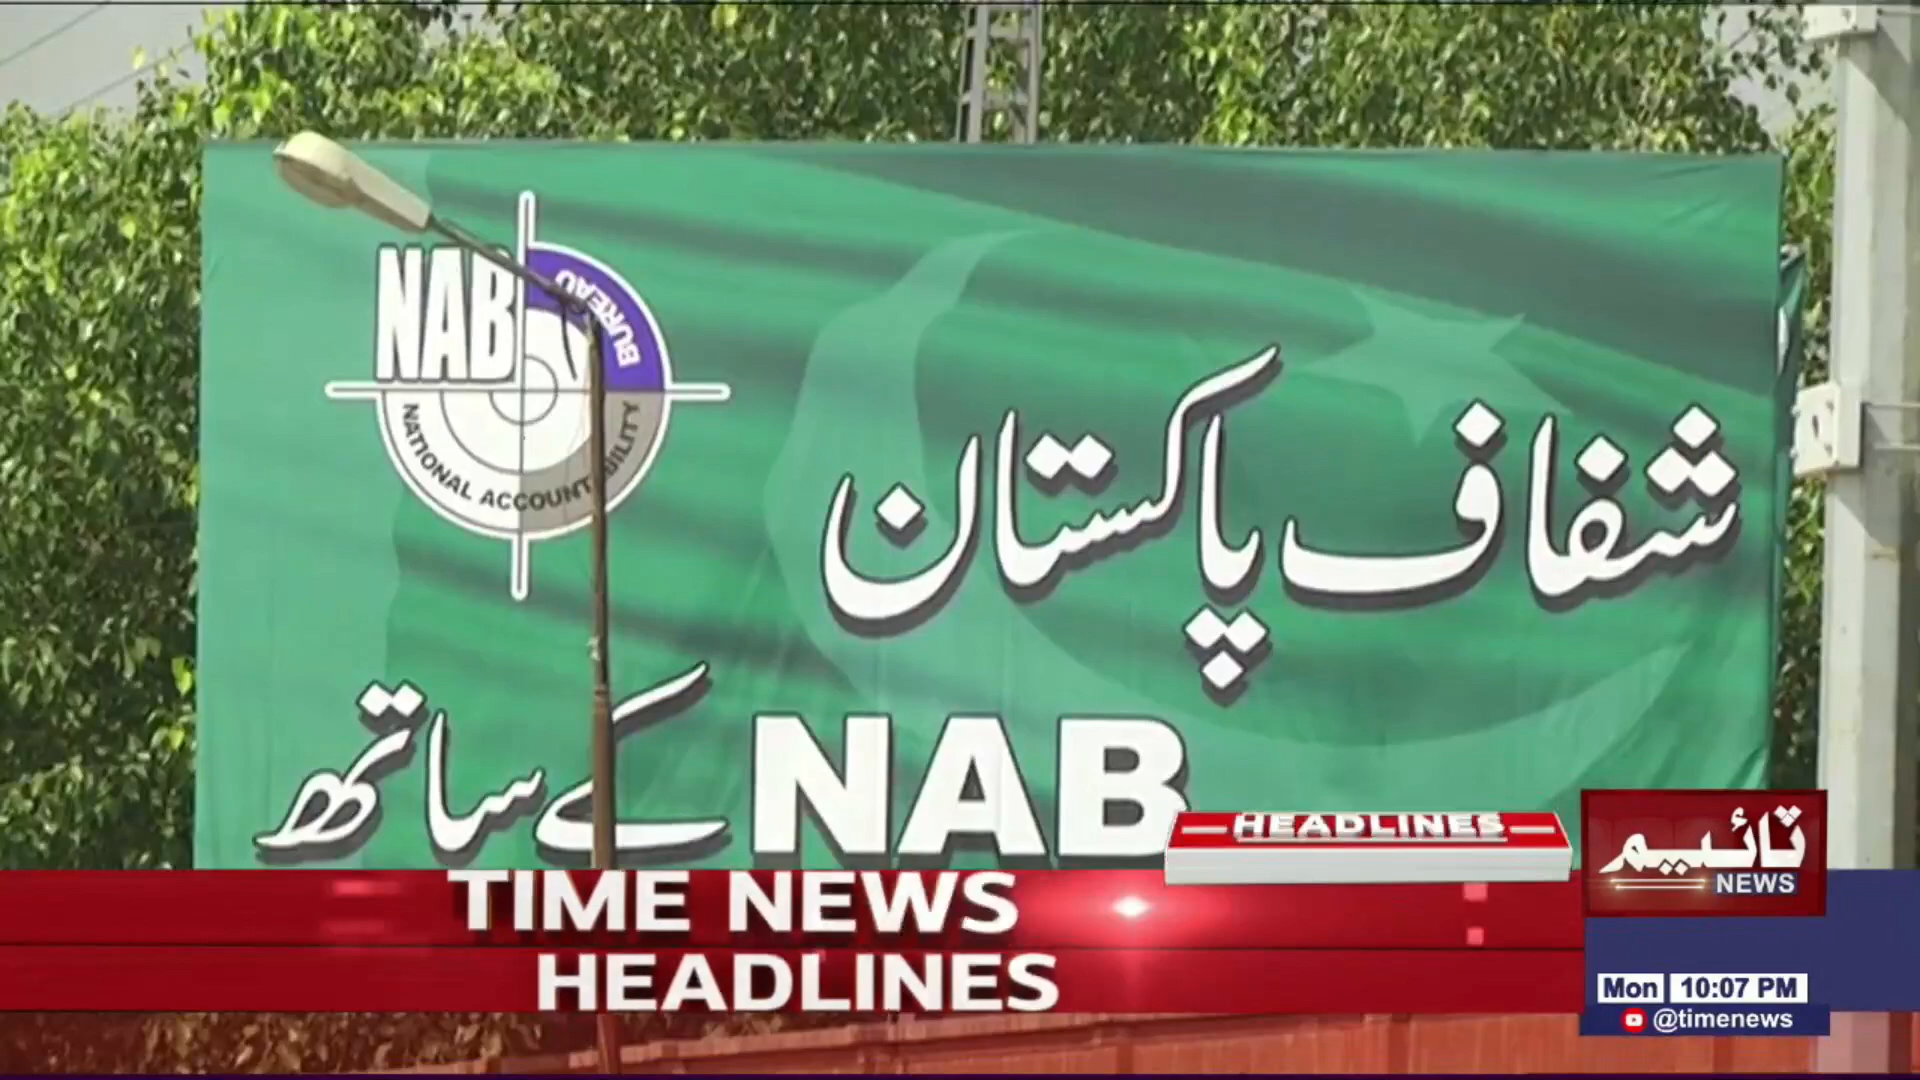 NAB
BUREAU
NATIONAL ACCOUNTABILITY
شفاف پاکستان
NAB کے ساتھ
HEADLINES
ٹائیم
NEWS
TIME NEWS
HEADLINES
Mon 10:07 PM
@timenews